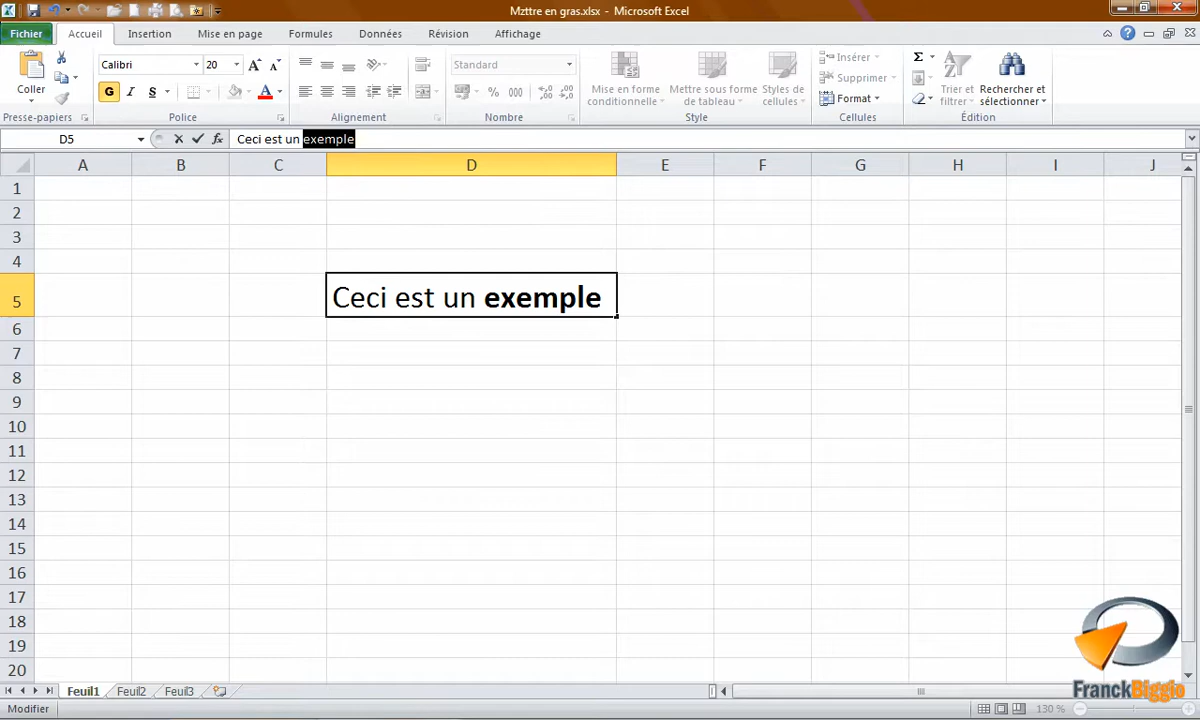 Mzttre en gras.xlsx - Microsoft Excel
Fichier Accueil Insertion Mise en page Formules Données Révision Affichage
Coller
Calibri 20
G I S
Standard
% 000
Mise en forme conditionnelle
Mettre sous forme de tableau
Styles de cellules
Insérer
Supprimer
Format
Σ
Trier et filtrer
Rechercher et sélectionner
Presse-papiers Police Alignement Nombre Style Cellules Édition
D5 fx Ceci est un exemple
A B C D E F G H I J
1
2
3
4
5 Ceci est un exemple
6
7
8
9
10
11
12
13
14
15
16
17
18
19
20
FranckBiggio
Feuil1 Feuil2 Feuil3
Modifier 130 %